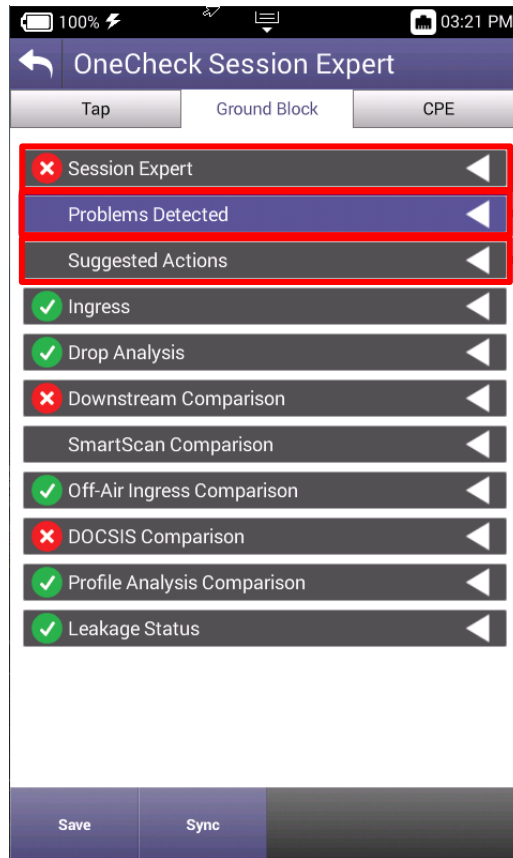 100% 03:21 PM
OneCheck Session Expert
Tap Ground Block CPE
Session Expert
Problems Detected
Suggested Actions
Ingress
Drop Analysis
Downstream Comparison
SmartScan Comparison
Off-Air Ingress Comparison
DOCSIS Comparison
Profile Analysis Comparison
Leakage Status
Save Sync